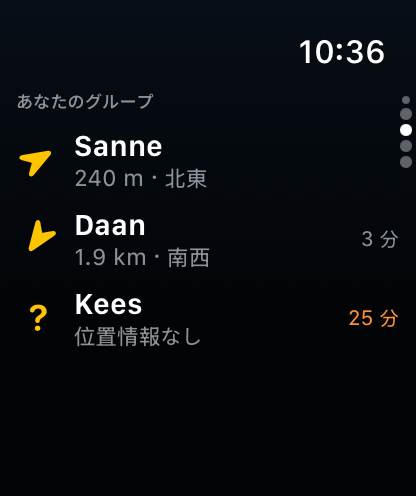 10:36
あなたのグループ
Sanne
240 m · 北東
Daan
1.9 km · 南西
3 分
Kees
位置情報なし
25 分